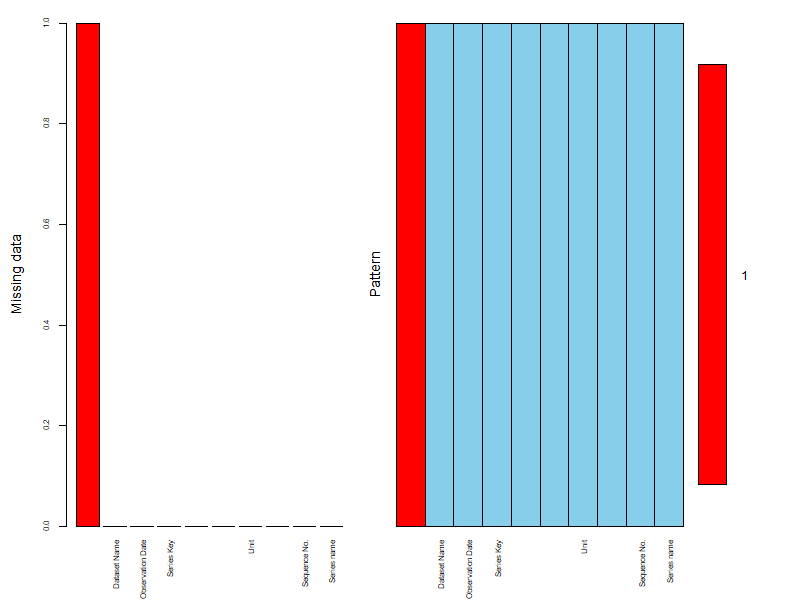 Missing data
1.0
0.8
0.6
0.4
0.2
0.0
Dataset Name
Observation Date
Series Key
Unit
Sequence No.
Series name
Pattern
Dataset Name
Observation Date
Series Key
Unit
Sequence No.
Series name
1